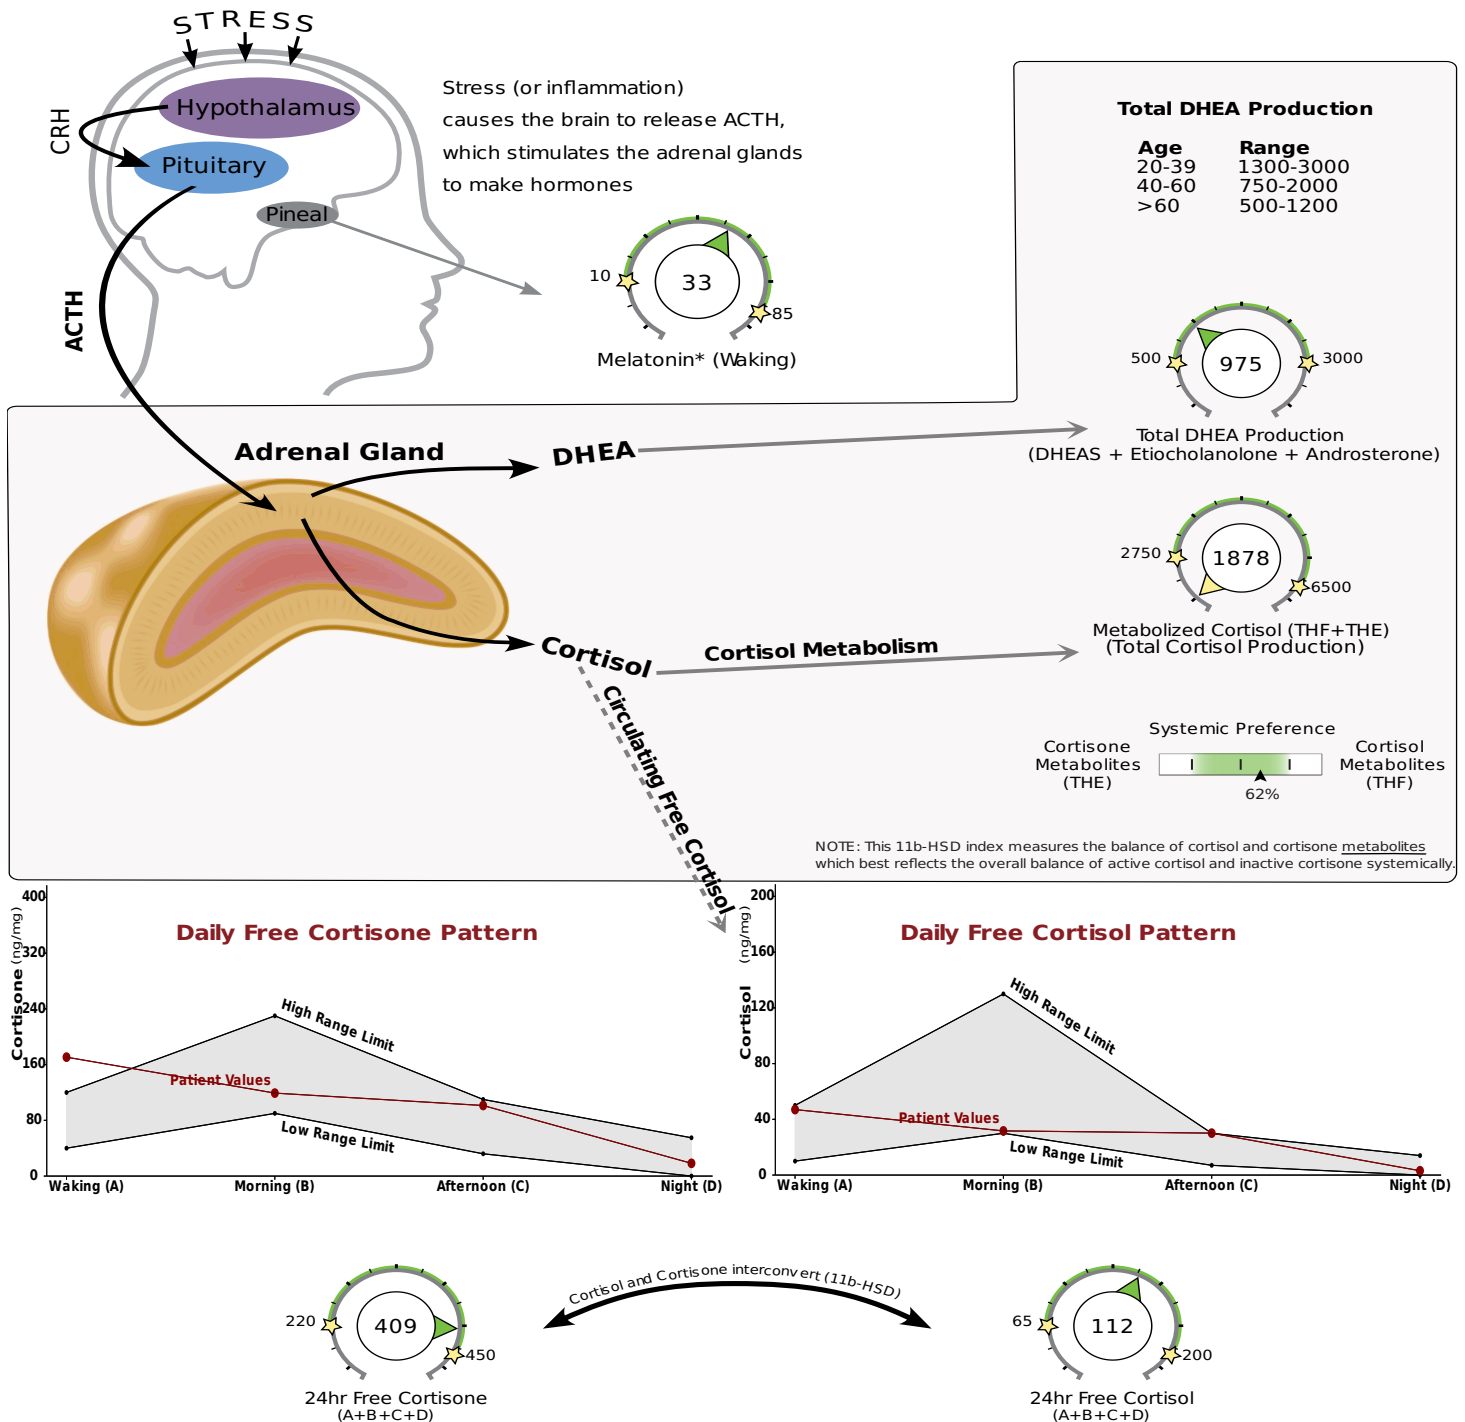 STRESS
Hypothalamus
CRH
Pituitary
Pineal
ACTH
Stress (or inflammation)
causes the brain to release ACTH,
which stimulates the adrenal glands
to make hormones
10
33
85
Melatonin* (Waking)
Total DHEA Production
Age Range
20-39 1300-3000
40-60 750-2000
>60 500-1200
500
975
3000
Total DHEA Production
(DHEAS + Etiocholanolone + Androsterone)
Adrenal Gland
DHEA
Cortisol
Cortisol Metabolism
Circulating Free Cortisol
2750
1878
6500
Metabolized Cortisol (THF+THE)
(Total Cortisol Production)
Systemic Preference
Cortisone
Metabolites
(THE)
Cortisol
Metabolites
(THF)
62%
NOTE: This 11b-HSD index measures the balance of cortisol and cortisone metabolites
which best reflects the overall balance of active cortisol and inactive cortisone systemically.
Daily Free Cortisone Pattern
Cortisone (ng/mg)
400
320
240
160
80
0
High Range Limit
Patient Values
Low Range Limit
Waking (A)
Morning (B)
Afternoon (C)
Night (D)
Daily Free Cortisol Pattern
Cortisol (ng/mg)
200
160
120
80
40
0
High Range Limit
Patient Values
Low Range Limit
Waking (A)
Morning (B)
Afternoon (C)
Night (D)
220
409
450
24hr Free Cortisone
(A+B+C+D)
Cortisol and Cortisone interconvert (11b-HSD)
65
112
200
24hr Free Cortisol
(A+B+C+D)